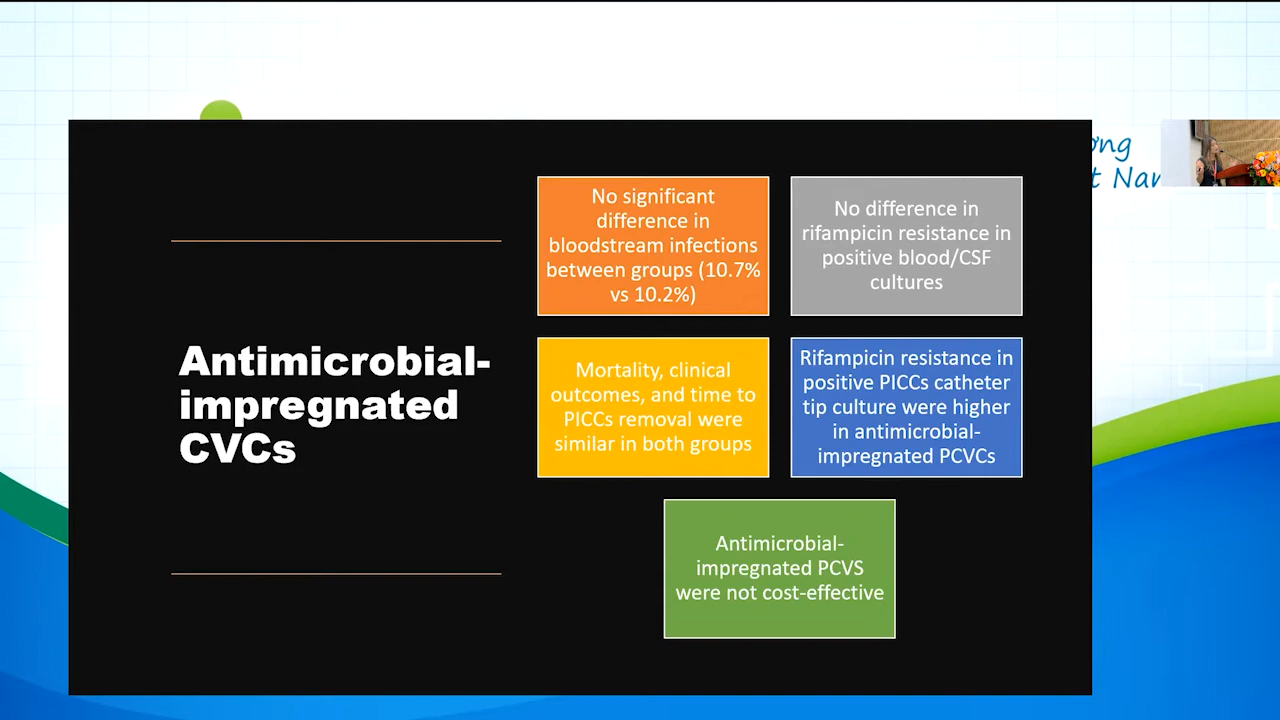 Antimicrobial-
impregnated
CVCs
No significant
difference in
bloodstream infections
between groups (10.7%
vs 10.2%)
No difference in
rifampicin resistance in
positive blood/CSF
cultures
Mortality, clinical
outcomes, and time to
PICCs removal were
similar in both groups
Rifampicin resistance in
positive PICCs catheter
tip culture were higher
in antimicrobial-
impregnated PCVCs
Antimicrobial-
impregnated PCVS
were not cost-effective